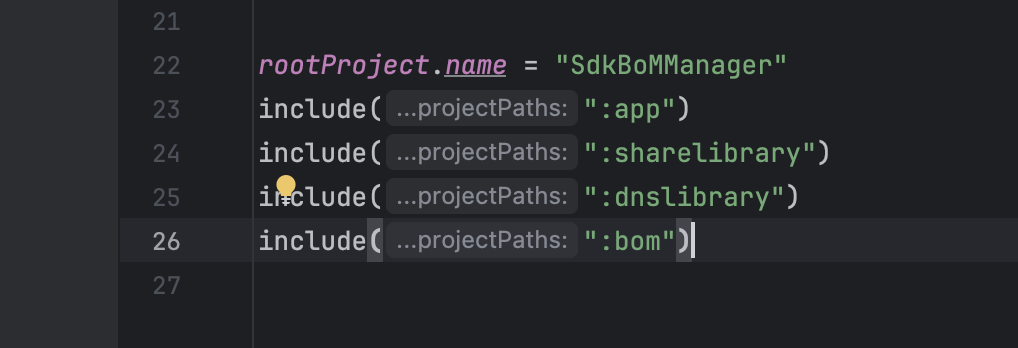 21
22 rootProject.name = "SdkBoMManager"
23 include( ...projectPaths: ":app")
24 include( ...projectPaths: ":sharelibrary")
25 include( ...projectPaths: ":dnslibrary")
26 include( ...projectPaths: ":bom")
27